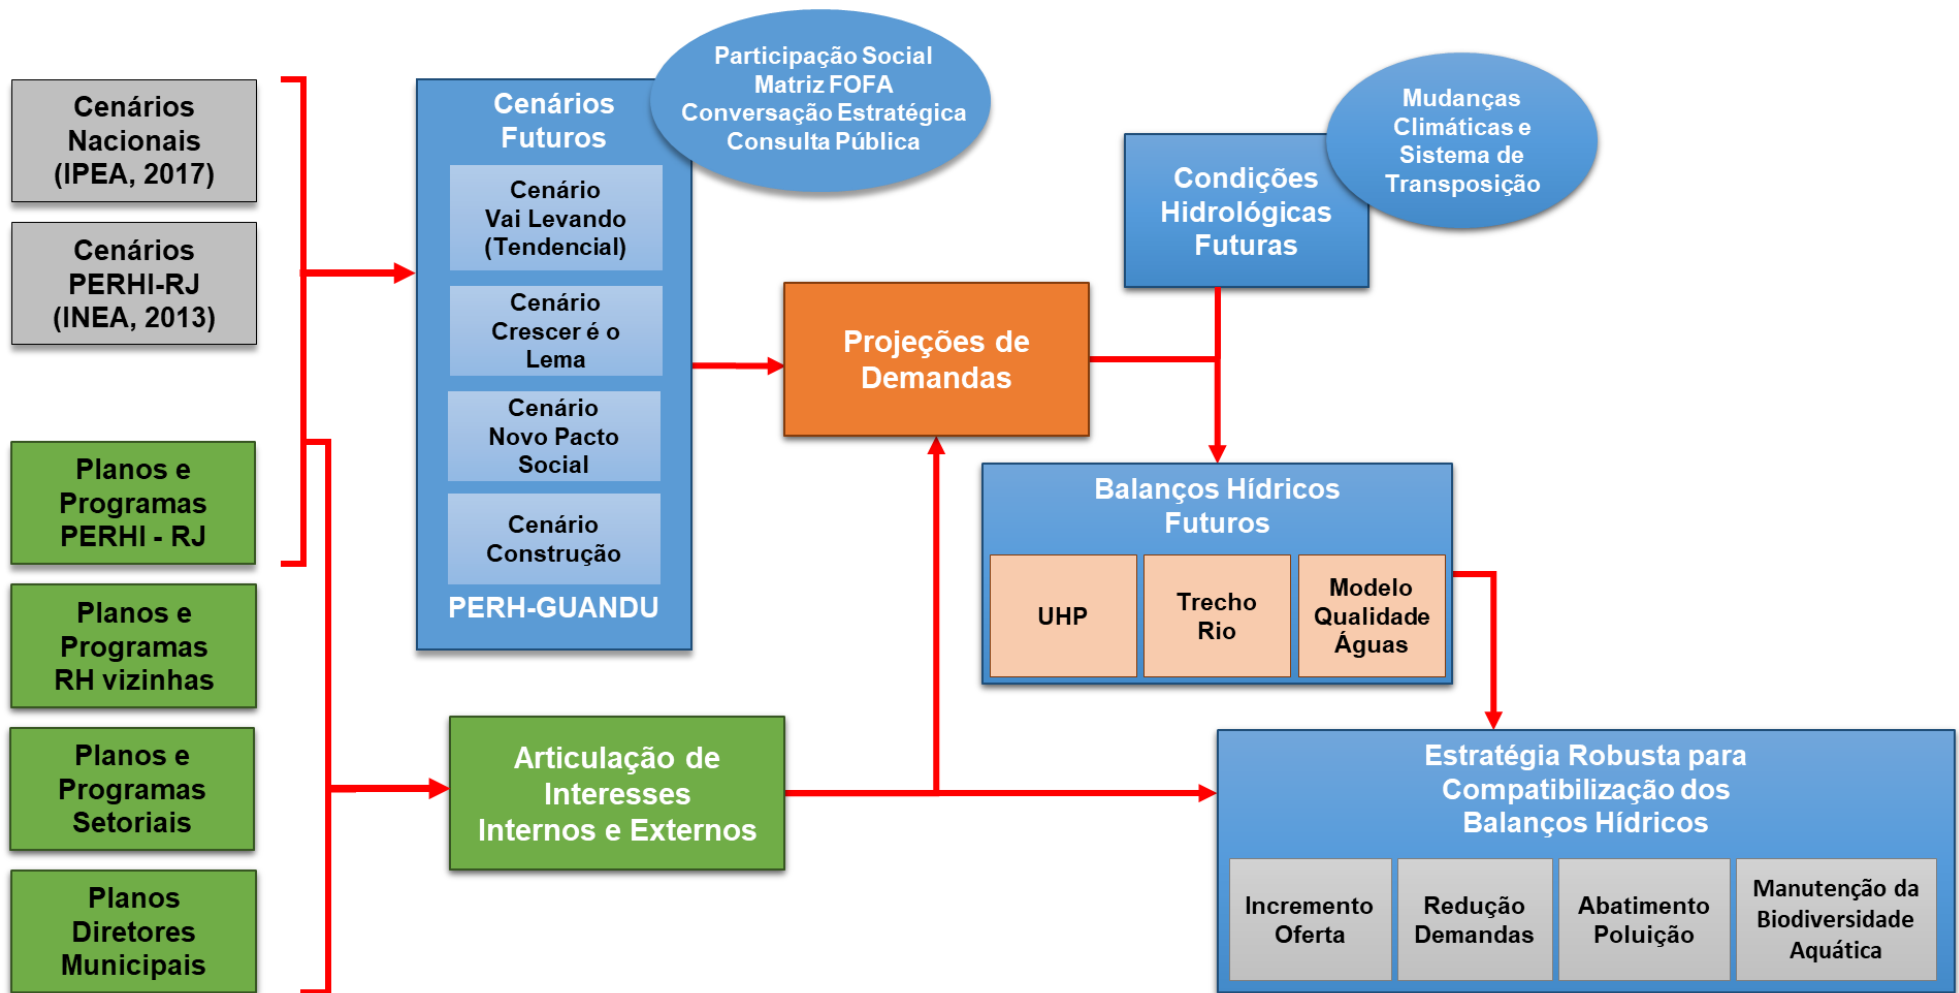 Cenários
Nacionais
(IPEA, 2017)
Cenários
PERHI-RJ
(INEA, 2013)
Planos e
Programas
PERHI - RJ
Planos e
Programas
RH vizinhas
Planos e
Programas
Setoriais
Planos
Diretores
Municipais
Cenários
Futuros
Cenário
Vai Levando
(Tendencial)
Cenário
Crescer é o
Lema
Cenário
Novo Pacto
Social
Cenário
Construção
PERH-GUANDU
Participação Social
Matriz FOFA
Conversação Estratégica
Consulta Pública
Articulação de
Interesses
Internos e Externos
Projeções de
Demandas
Condições
Hidrológicas
Futuras
Mudanças
Climáticas e
Sistema de
Transposição
Balanços Hídricos
Futuros
UHP
Trecho
Rio
Modelo
Qualidade
Águas
Estratégia Robusta para
Compatibilização dos
Balanços Hídricos
Incremento
Oferta
Redução
Demandas
Abatimento
Poluição
Manutenção da
Biodiversidade
Aquática